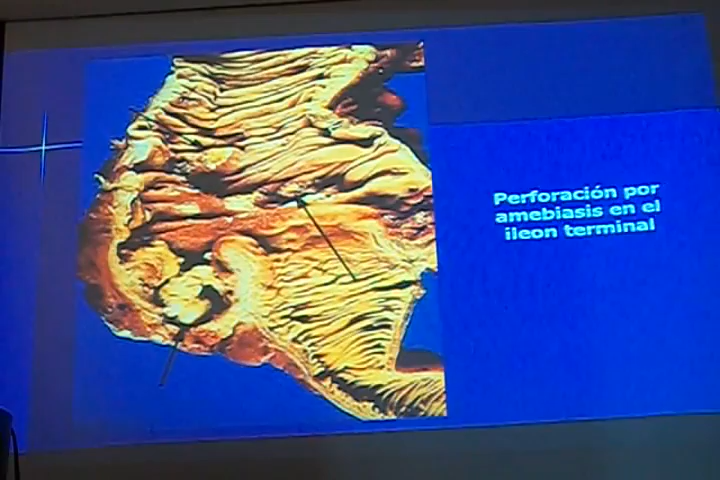 Perforación por
amebiasis en el
ileon terminal